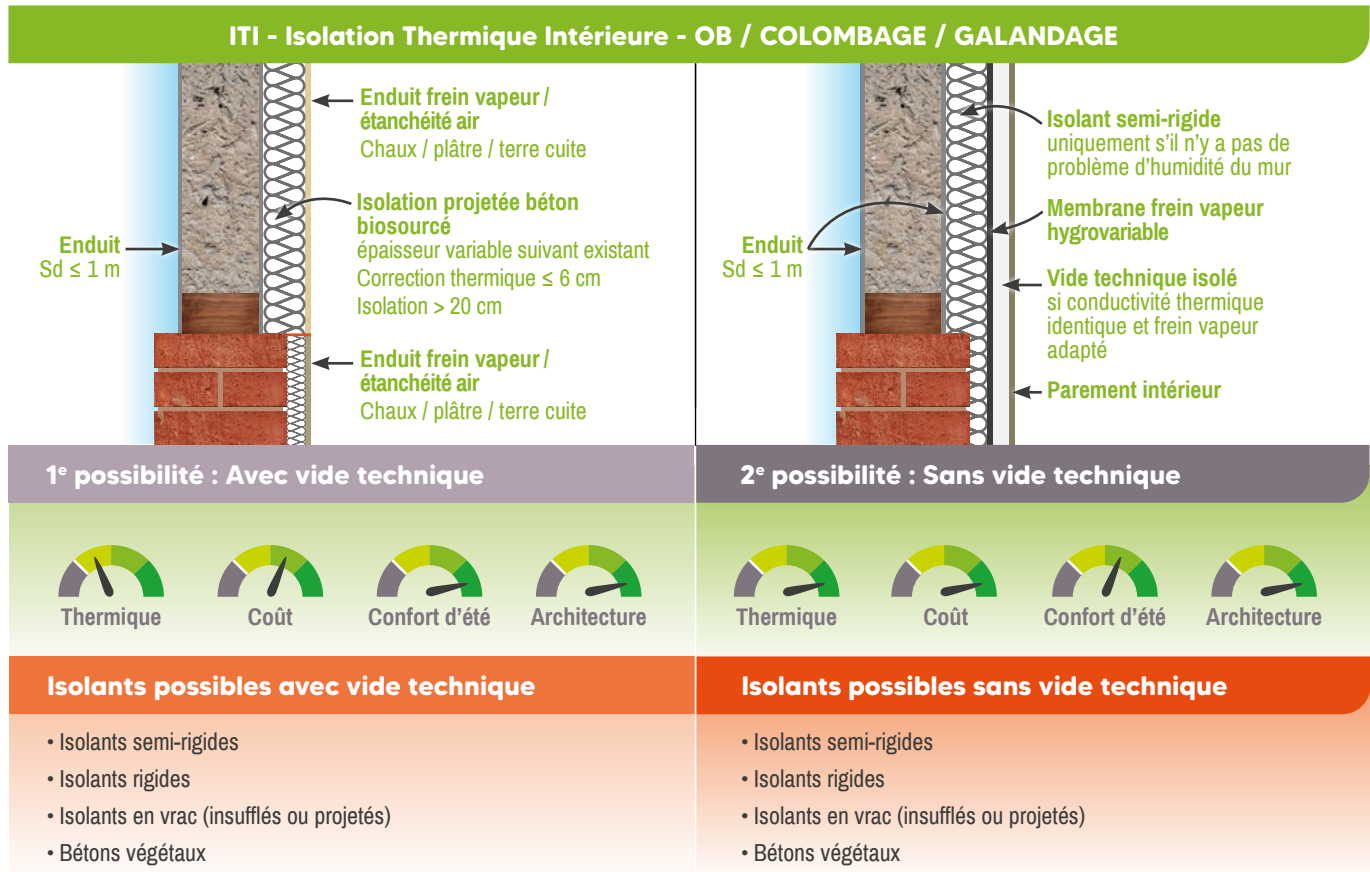 ITI - Isolation Thermique Intérieure - OB / COLOMBAGE / GALANDAGE
Enduit
Sd ≤ 1 m
Enduit frein vapeur /
étanchéité air
Chaux / plâtre / terre cuite
Isolation projetée béton
biosourcé
épaisseur variable suivant existant
Correction thermique ≤ 6 cm
Isolation > 20 cm
Enduit frein vapeur /
étanchéité air
Chaux / plâtre / terre cuite
Enduit
Sd ≤ 1 m
Isolant semi-rigide
uniquement s’il n’y a pas de
problème d’humidité du mur
Membrane frein vapeur
hygrovariable
Vide technique isolé
si conductivité thermique
identique et frein vapeur
adapté
Parement intérieur
1e possibilité : Avec vide technique
Thermique
Coût
Confort d’été
Architecture
Isolants possibles avec vide technique
• Isolants semi-rigides
• Isolants rigides
• Isolants en vrac (insufflés ou projetés)
• Bétons végétaux
2e possibilité : Sans vide technique
Thermique
Coût
Confort d’été
Architecture
Isolants possibles sans vide technique
• Isolants semi-rigides
• Isolants rigides
• Isolants en vrac (insufflés ou projetés)
• Bétons végétaux